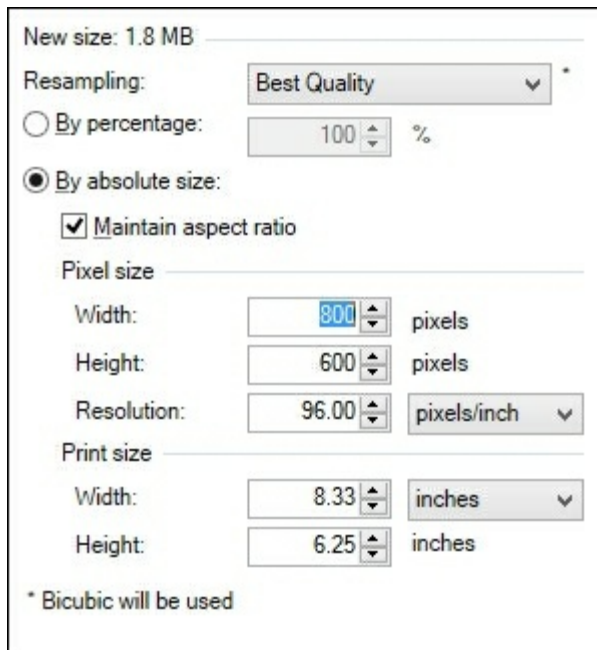 New size: 1.8 MB
Resampling: Best Quality *
By percentage: 100 %
By absolute size:
Maintain aspect ratio
Pixel size
Width: 800 pixels
Height: 600 pixels
Resolution: 96.00 pixels/inch
Print size
Width: 8.33 inches
Height: 6.25 inches
* Bicubic will be used